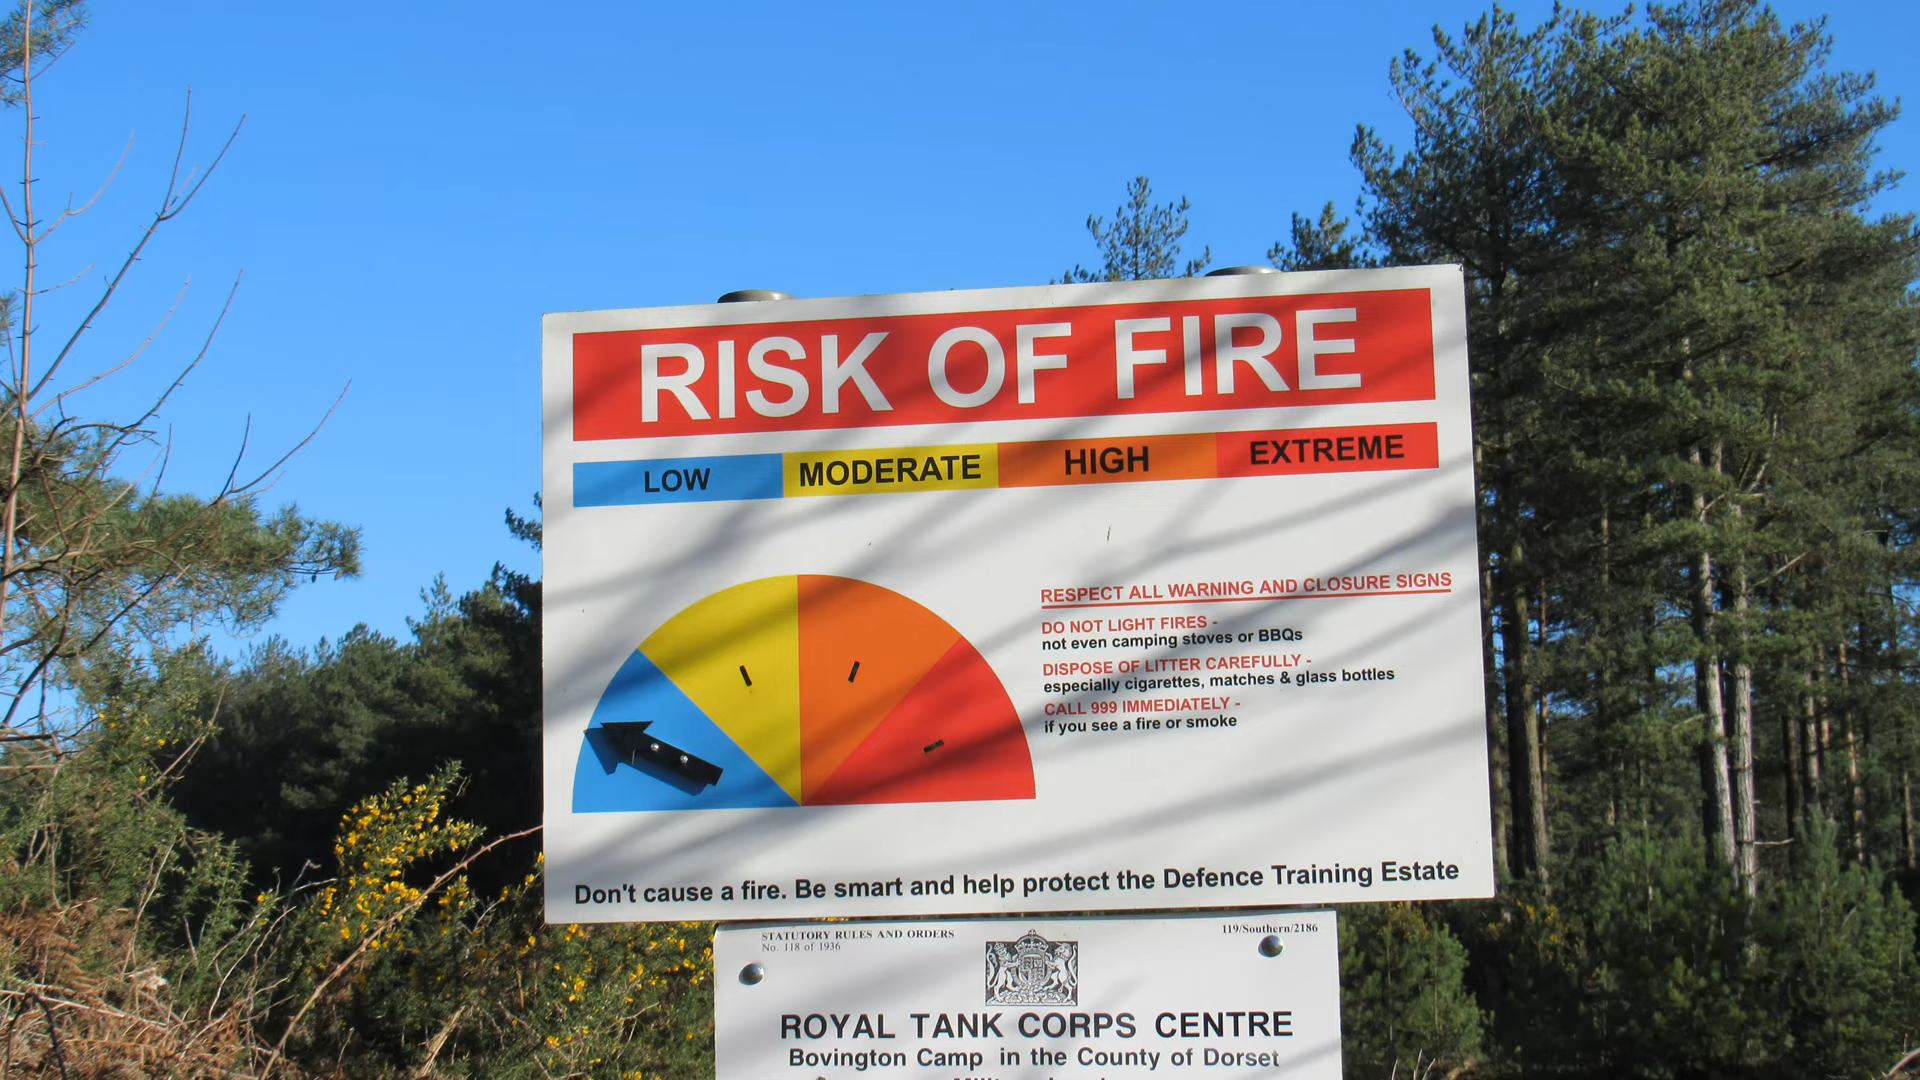 RISK OF FIRE
LOW MODERATE HIGH EXTREME
RESPECT ALL WARNING AND CLOSURE SIGNS
DO NOT LIGHT FIRES -
not even camping stoves or BBQs
DISPOSE OF LITTER CAREFULLY -
especially cigarettes, matches & glass bottles
CALL 999 IMMEDIATELY -
if you see a fire or smoke
Don't cause a fire. Be smart and help protect the Defence Training Estate
STATUTORY RULES AND ORDERS
No. 118 of 1936
119/Southern/2186
ROYAL TANK CORPS CENTRE
Bovington Camp in the County of Dorset